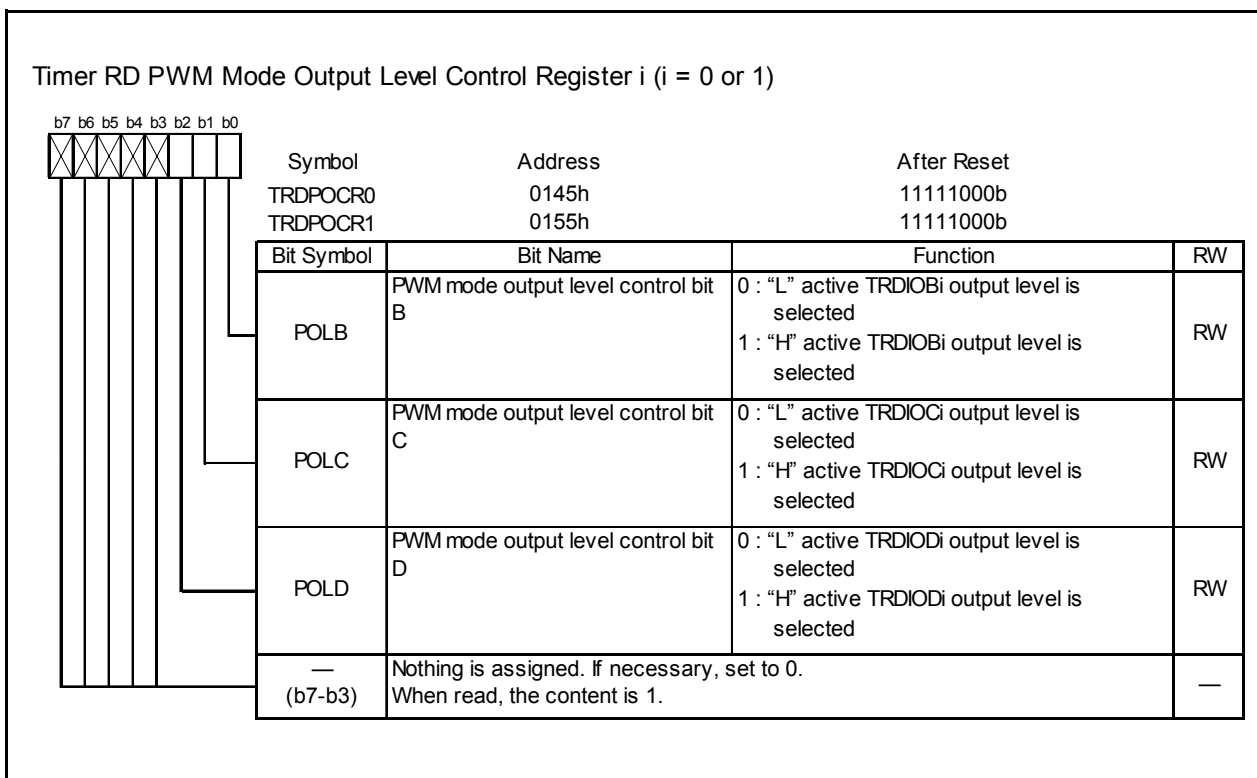 Timer RD PWM Mode Output Level Control Register i (i = 0 or 1)
b7 b6 b5 b4 b3 b2 b1 b0
Symbol Address After Reset
TRDPOCR0 0145h 11111000b
TRDPOCR1 0155h 11111000b
Bit Symbol Bit Name Function RW
POLB
PWM mode output level control bit
B
0 : “L” active TRDIOBi output level is
selected
1 : “H” active TRDIOBi output level is
selected
RW
POLC
PWM mode output level control bit
C
0 : “L” active TRDIOCi output level is
selected
1 : “H” active TRDIOCi output level is
selected
RW
POLD
PWM mode output level control bit
D
0 : “L” active TRDIODi output level is
selected
1 : “H” active TRDIODi output level is
selected
RW
—
(b7-b3)
Nothing is assigned. If necessary, set to 0.
When read, the content is 1.
—